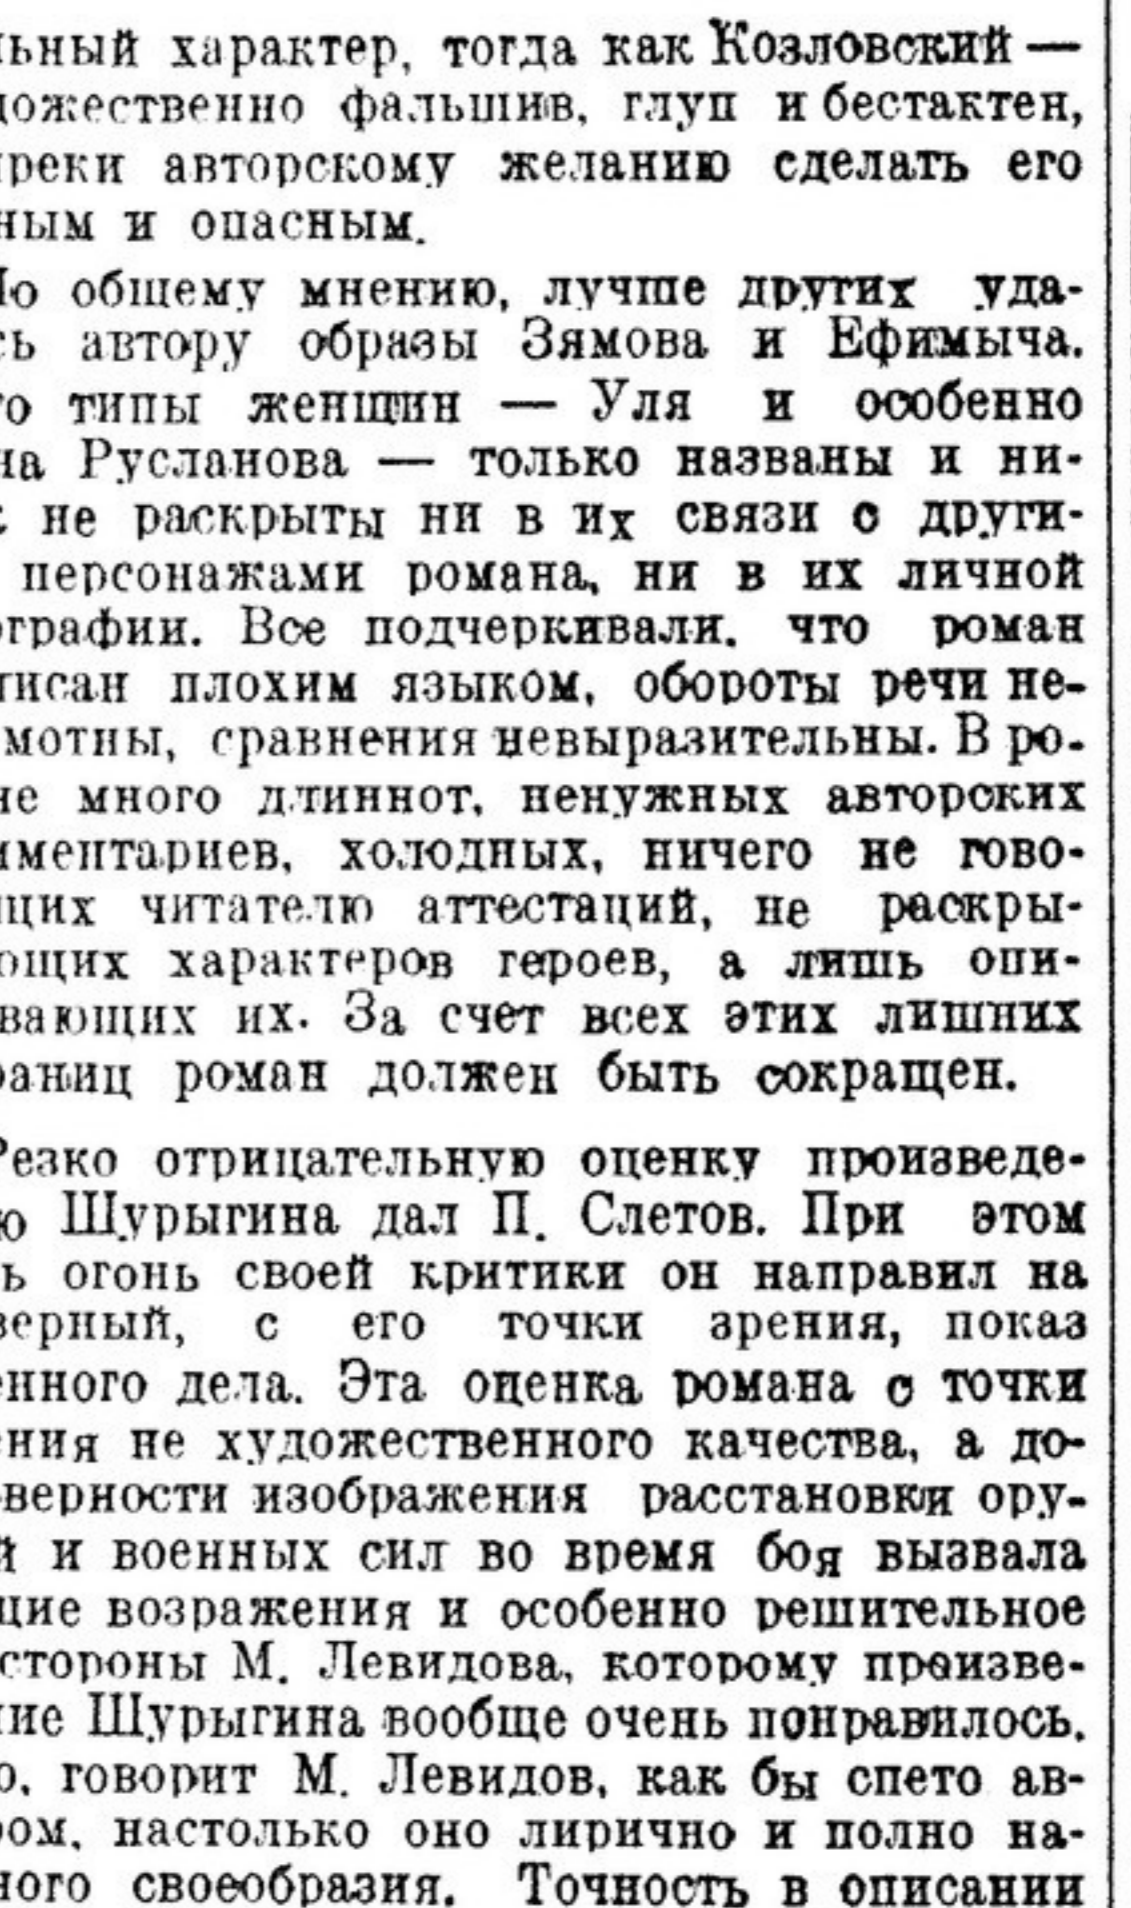 льный характер, тогда как Козловский —
дожественно фальшив, глуп и бестактен,
преки авторскому желанию сделать его
ным и опасным.
По общему мнению, лучше других уда-
сь автору образы Зямова и Ефимыча.
то типы женщин — Уля и особенно
на Русланова — только названы и ни-
к не раскрыты ни в их связи с други-
персонажами романа, ни в их личной
ографии. Все подчеркивали, что роман
писан плохим языком, обороты речи не-
мотны, сравнения невыразительны. В ро-
не много длиннот, ненужных авторских
мментариев, холодных, ничего не гово-
щих читателю аттестаций, не раскры-
ющих характеров героев, а лишь опи-
вающих их. За счет всех этих лишних
раниц роман должен быть сокращен.
Резко отрицательную оценку произведе-
ю Шурыгина дал П. Слетов. При этом
ь огонь своей критики он направил на
верный, с его точки зрения, показ
енного дела. Эта оценка романа с точки
ения не художественного качества, а до-
верности изображения расстановки ору-
й и военных сил во время боя вызвала
щие возражения и особенно решительное
стороны М. Левидова, которому произве-
ние Шурыгина вообще очень понравилось.
о, говорит М. Левидов, как бы спето ав-
ром, настолько оно лирично и полно на-
ного своеобразия. Точность в описании